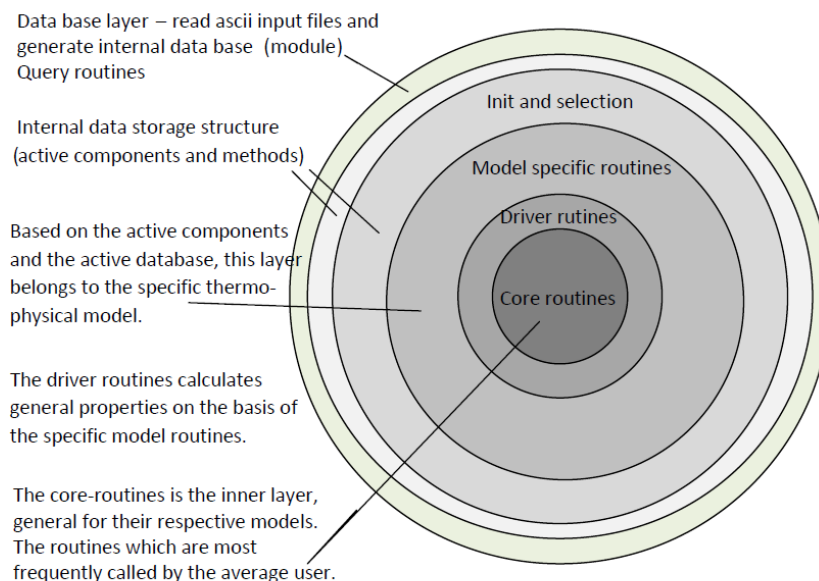 Data base layer – read ascii input files and
generate internal data base  (module)
Query routines
Internal data storage structure
(active components and methods)
Based on the active components
and the active database, this layer
belongs to the specific thermo-
physical model.
The driver routines calculates
general properties on the basis of
the specific model routines.
The core-routines is the inner layer,
general for their respective models.
The routines which are most
frequently called by the average user.
Init and selection
Model specific routines
Driver rutines
Core routines